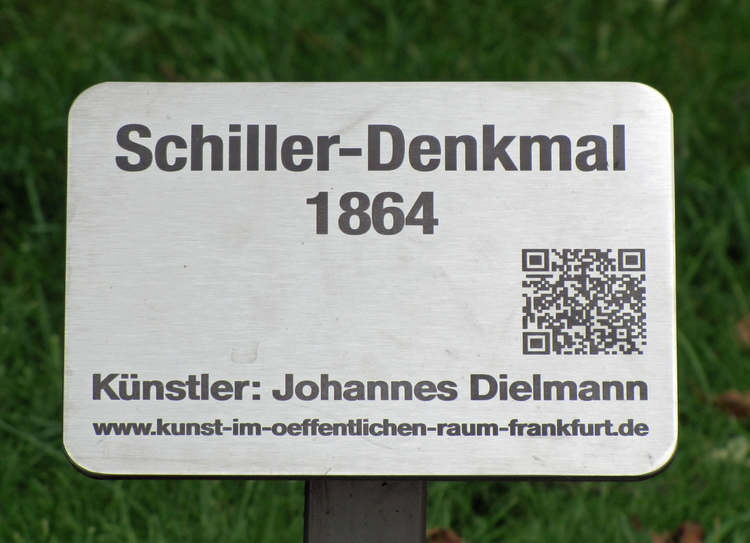 Schiller-Denkmal
1864
Künstler: Johannes Dielmann
www.kunst-im-oeffentlichen-raum-frankfurt.de